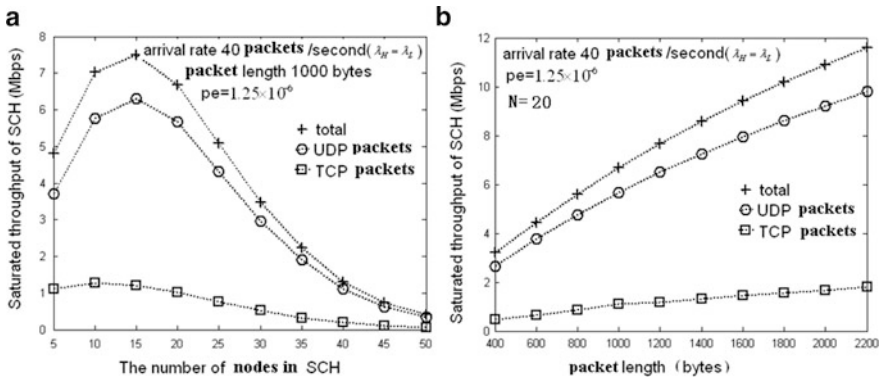 a
Saturated throughput of SCH (Mbps)
8
7
6
5
4
3
2
1
0
arrival rate 40 packets /second(λH = λL)
packet length 1000 bytes
pe=1.25×10⁻⁶
total
UDP packets
TCP packets
5 10 15 20 25 30 35 40 45 50
The number of nodes in SCH
b
Saturated throughput of SCH (Mbps)
12
10
8
6
4
2
0
arrival rate 40 packets /second(λH = λL)
pe=1.25×10⁻⁶
N= 20
total
UDP packets
TCP packets
400 600 800 1000 1200 1400 1600 1800 2000 2200
packet length (bytes)